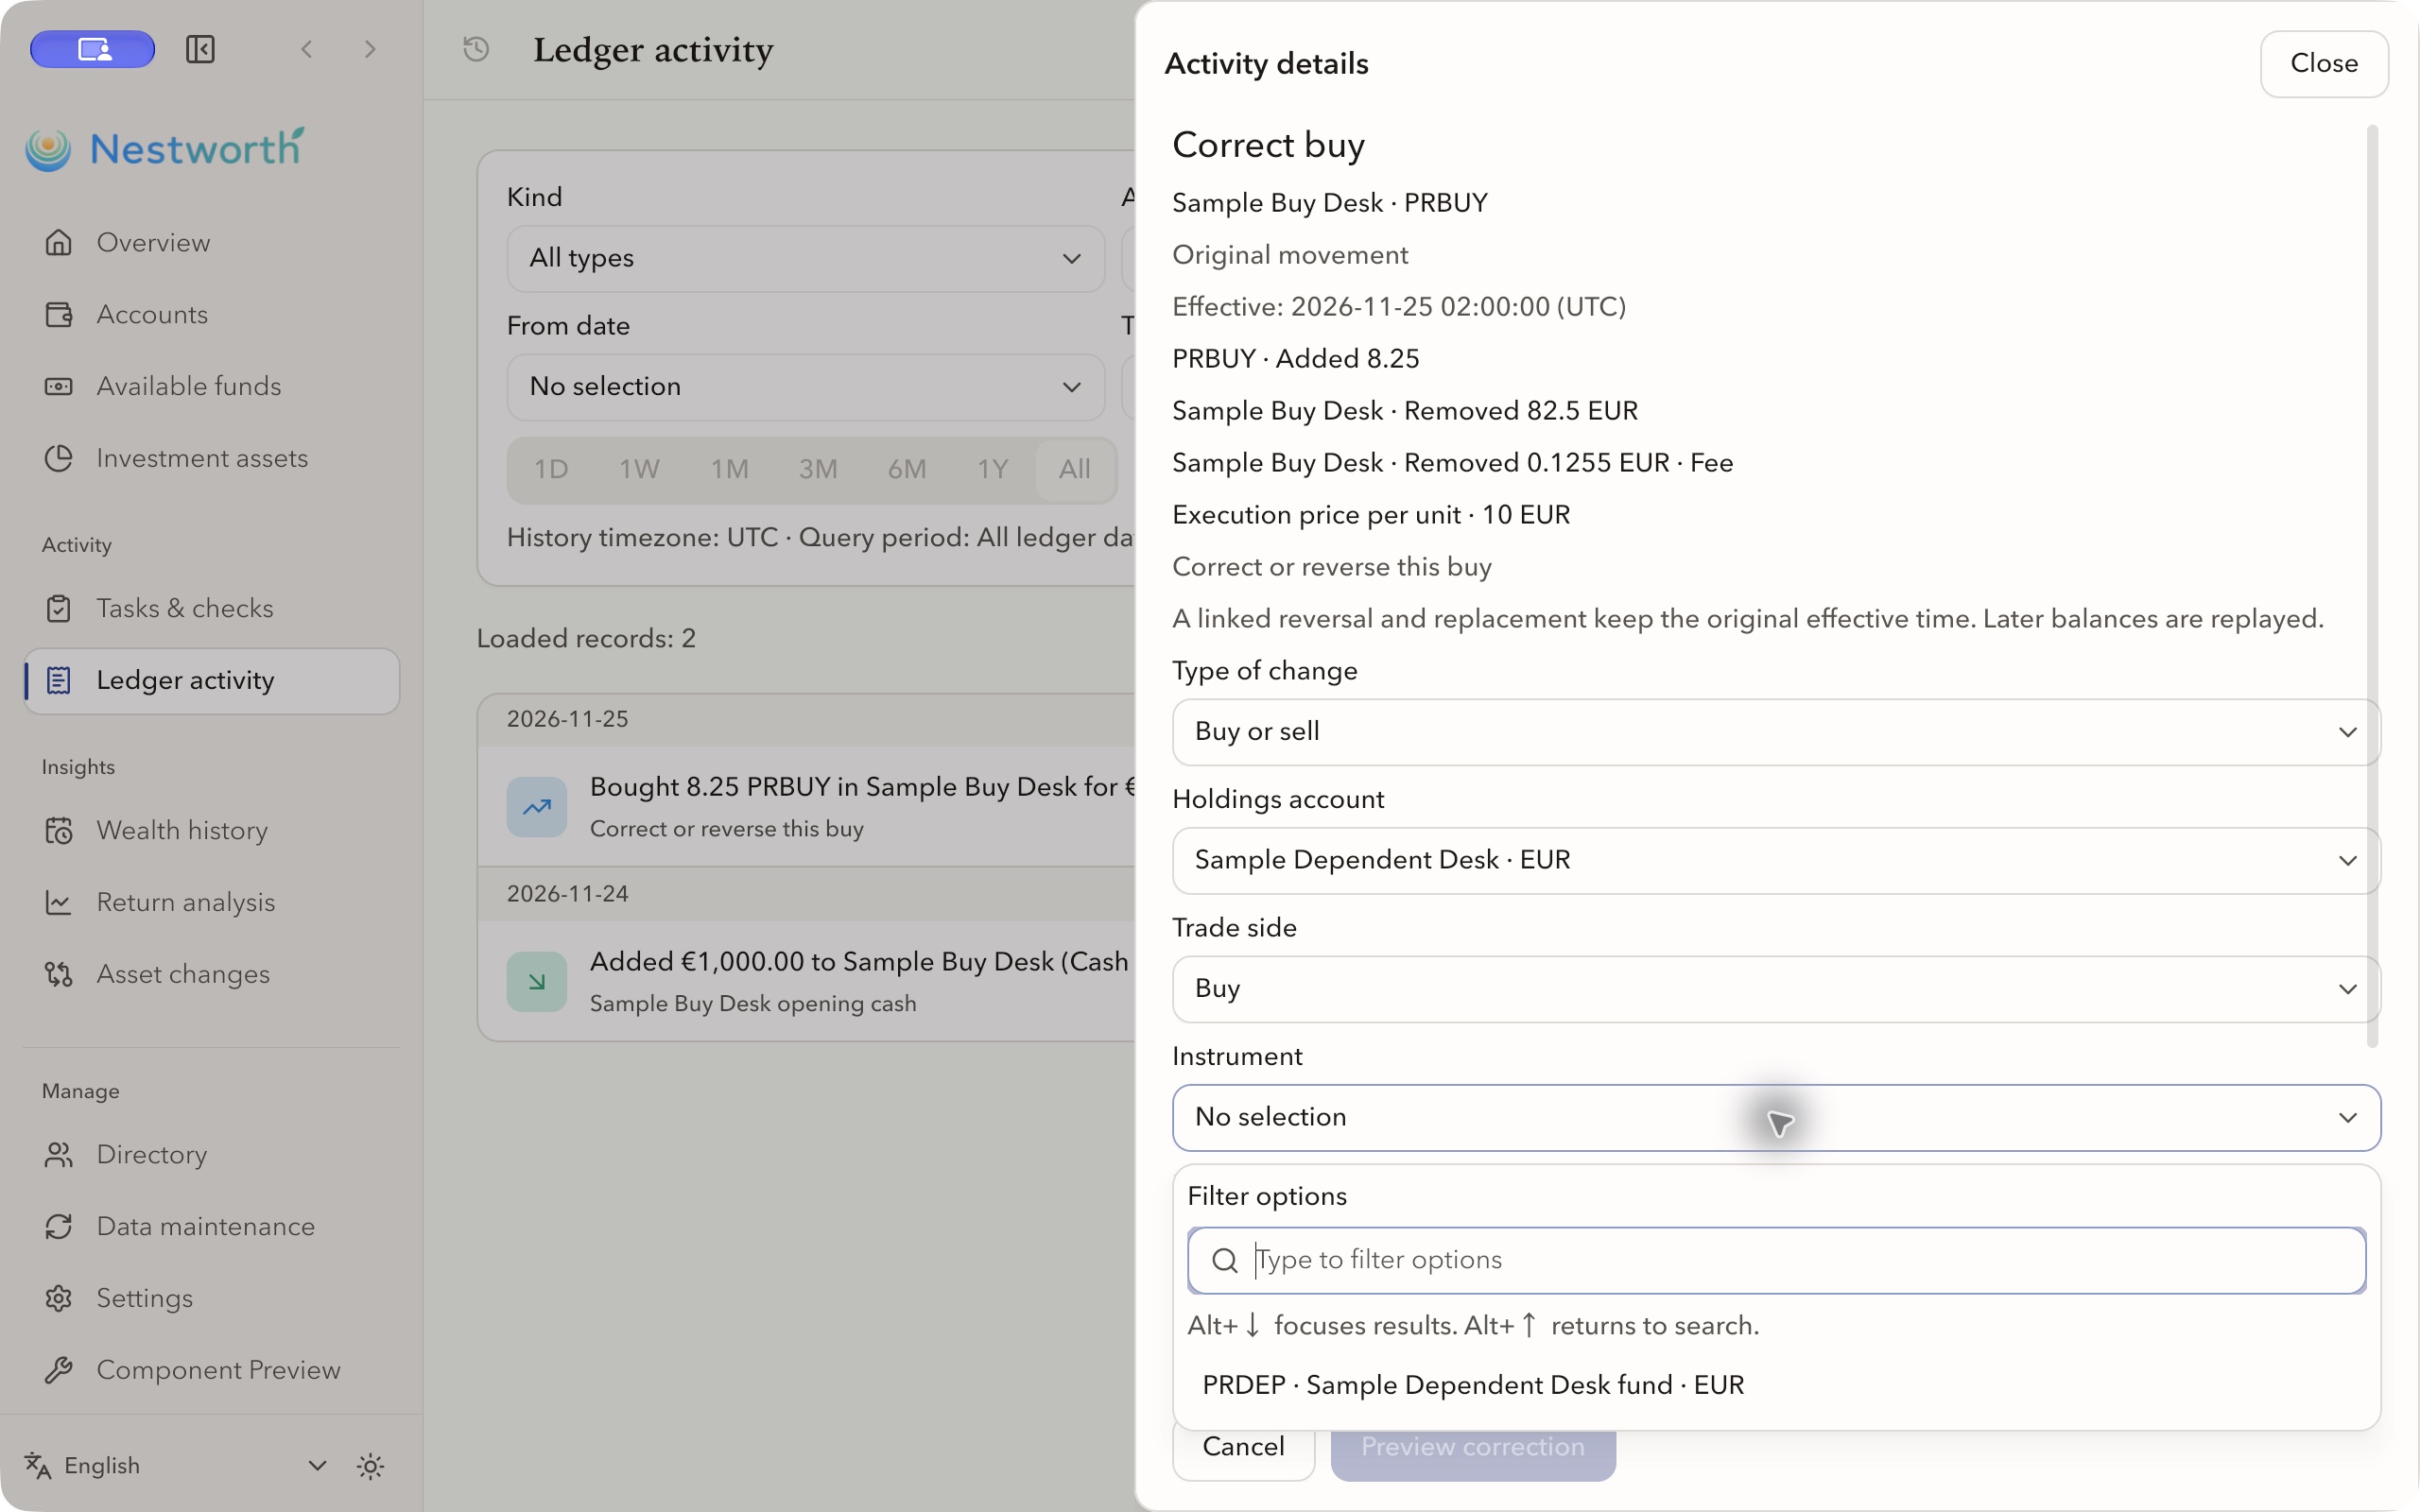 Ledger activity
Nestworth
Overview
Accounts
Available funds
Investment assets
Activity
Tasks & checks
Ledger activity
Insights
Wealth history
Return analysis
Asset changes
Manage
Directory
Data maintenance
Settings
Component Preview
English
Kind
All types
From date
No selection
1D 1W 1M 3M 6M 1Y All
History timezone: UTC · Query period: All ledger da
Loaded records: 2
2026-11-25
Bought 8.25 PRBUY in Sample Buy Desk for €
Correct or reverse this buy
2026-11-24
Added €1,000.00 to Sample Buy Desk (Cash
Sample Buy Desk opening cash
Activity details
Close
Correct buy
Sample Buy Desk · PRBUY
Original movement
Effective: 2026-11-25 02:00:00 (UTC)
PRBUY · Added 8.25
Sample Buy Desk · Removed 82.5 EUR
Sample Buy Desk · Removed 0.1255 EUR · Fee
Execution price per unit · 10 EUR
Correct or reverse this buy
A linked reversal and replacement keep the original effective time. Later balances are replayed.
Type of change
Buy or sell
Holdings account
Sample Dependent Desk · EUR
Trade side
Buy
Instrument
No selection
Filter options
Type to filter options
Alt+↓ focuses results. Alt+↑ returns to search.
PRDEP · Sample Dependent Desk fund · EUR
Cancel
Preview correction